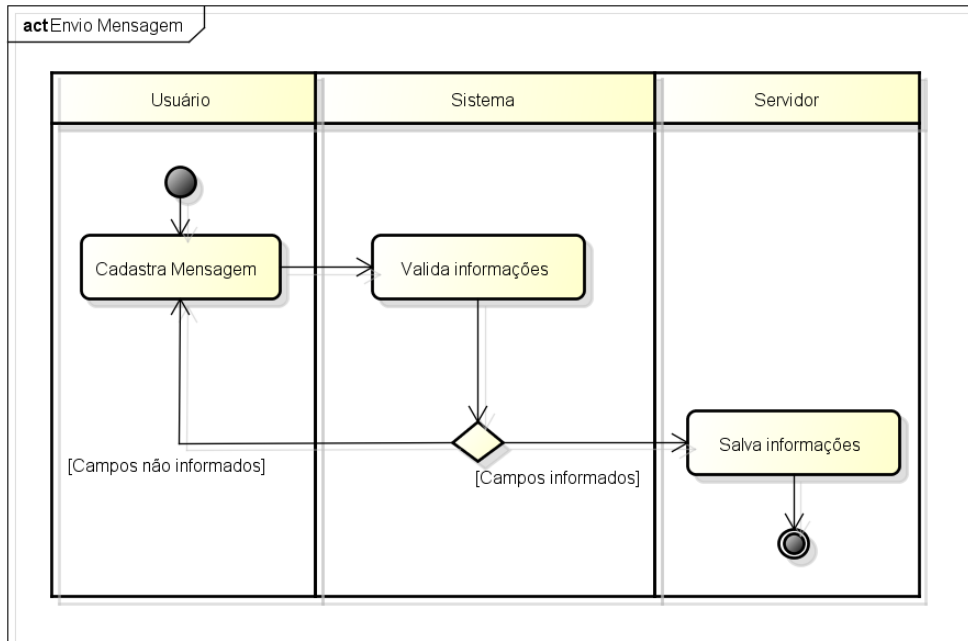 act Envio Mensagem
Usuário
Sistema
Servidor
Cadastra Mensagem
Valida informações
Salva informações
[Campos não informados]
[Campos informados]